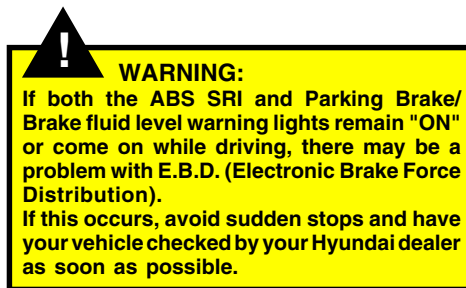 !
WARNING:
If both the ABS SRI and Parking Brake/
Brake fluid level warning lights remain "ON"
or come on while driving, there may be a
problem with E.B.D. (Electronic Brake Force
Distribution).
If this occurs, avoid sudden stops and have
your vehicle checked by your Hyundai dealer
as soon as possible.